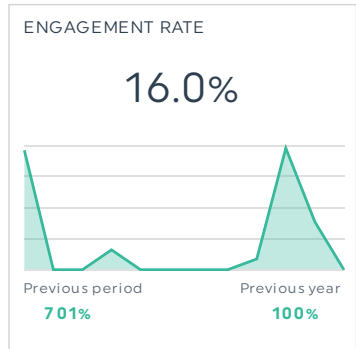 ENGAGEMENT RATE
16.0%
Previous period
Previous year
701%
100%